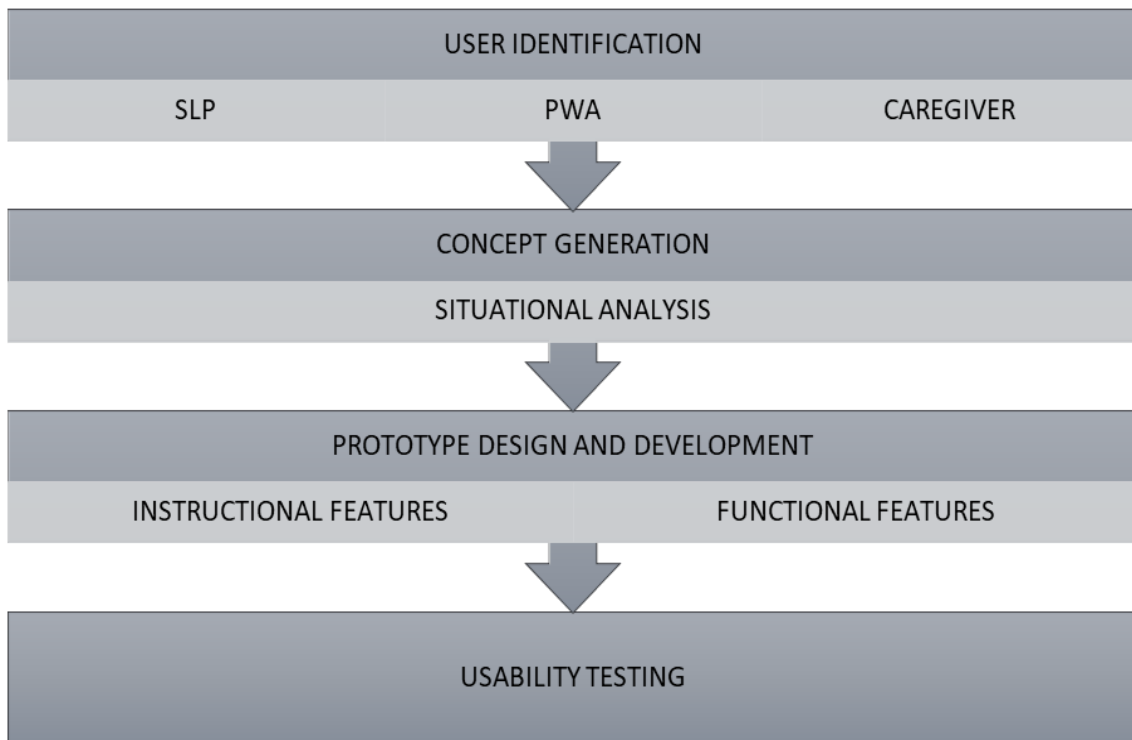 USER IDENTIFICATION
SLP PWA CAREGIVER
CONCEPT GENERATION
SITUATIONAL ANALYSIS
PROTOTYPE DESIGN AND DEVELOPMENT
INSTRUCTIONAL FEATURES FUNCTIONAL FEATURES
USABILITY TESTING